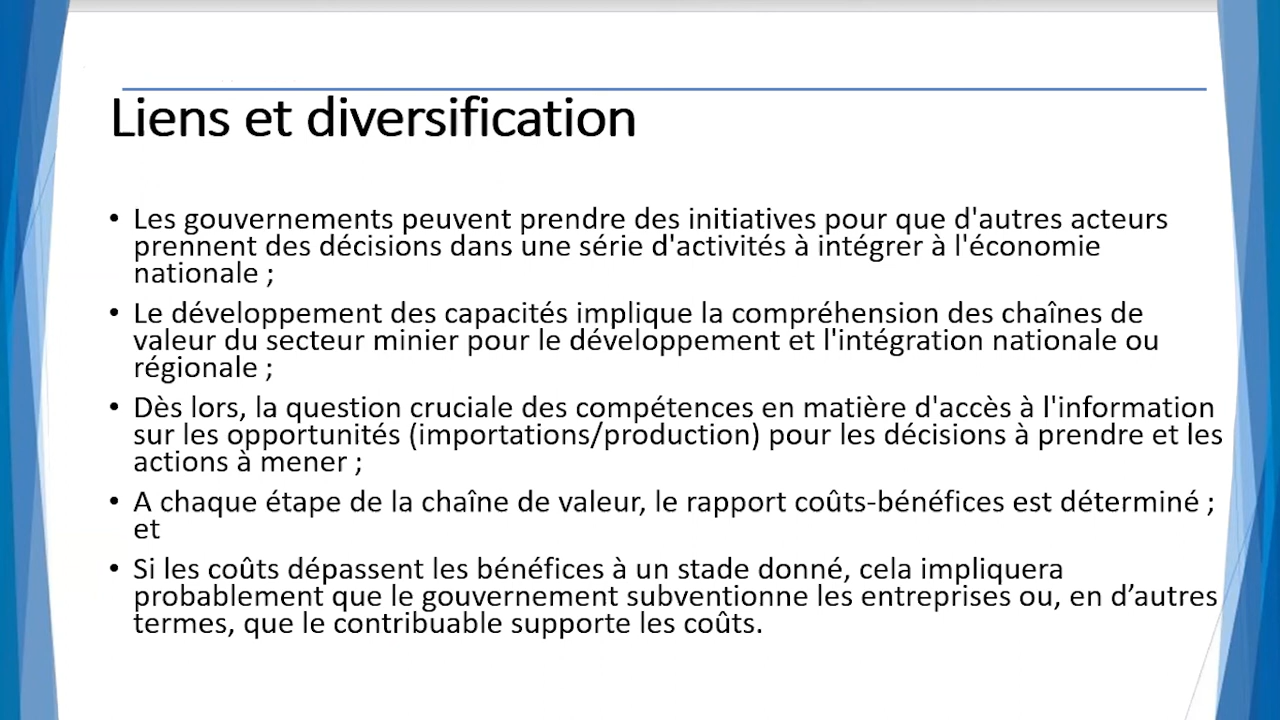 Liens et diversification
• Les gouvernements peuvent prendre des initiatives pour que d'autres acteurs
prennent des décisions dans une série d'activités à intégrer à l'économie
nationale ;
• Le développement des capacités implique la compréhension des chaînes de
valeur du secteur minier pour le développement et l'intégration nationale ou
régionale ;
• Dès lors, la question cruciale des compétences en matière d'accès à l'information
sur les opportunités (importations/production) pour les décisions à prendre et les
actions à mener ;
• A chaque étape de la chaîne de valeur, le rapport coûts-bénéfices est déterminé ;
et
• Si les coûts dépassent les bénéfices à un stade donné, cela impliquera
probablement que le gouvernement subventionne les entreprises ou, en d’autres
termes, que le contribuable supporte les coûts.